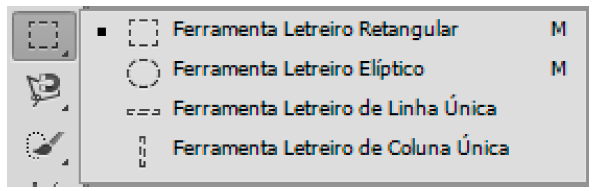 Ferramenta Letreiro Retangular M
Ferramenta Letreiro Elíptico M
Ferramenta Letreiro de Linha Única
Ferramenta Letreiro de Coluna Única